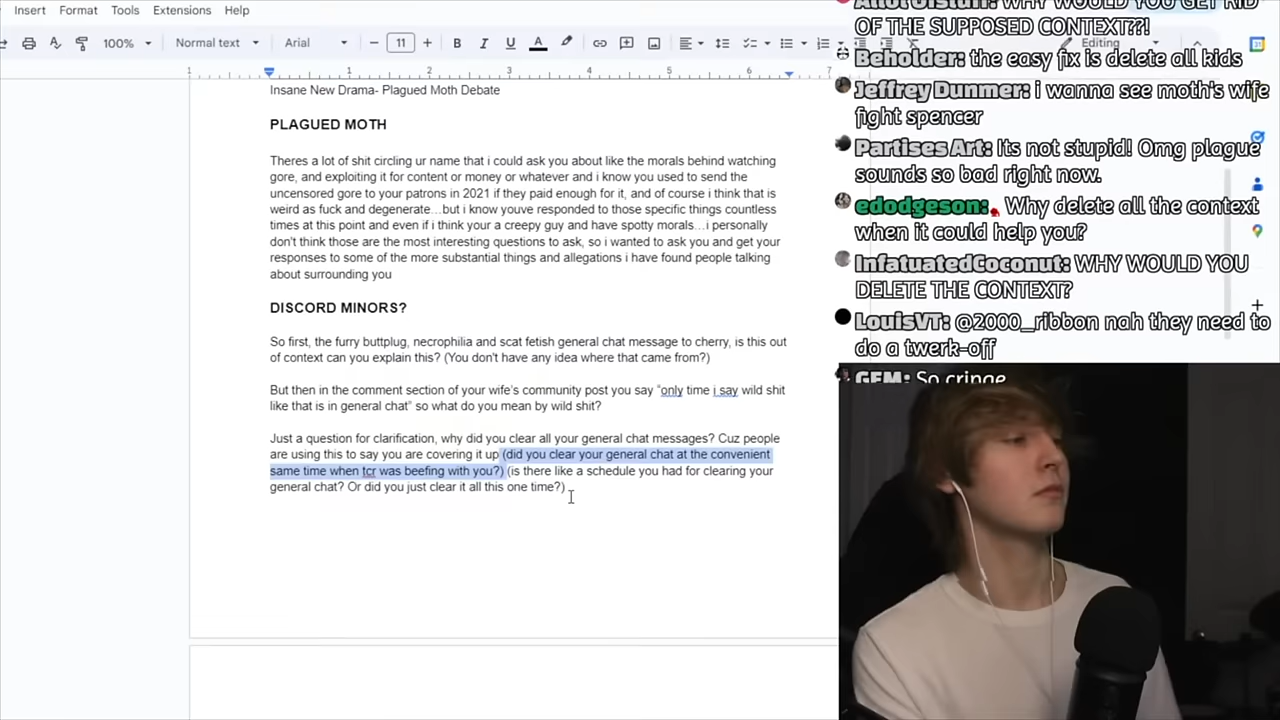 Insert Format Tools Extensions Help
100% Normal text Arial 11 B I U A Editing
1 1 2 3 4 5 6 7
Insane New Drama- Plagued Moth Debate
PLAGUED MOTH
Theres a lot of shit circling ur name that i could ask you about like the morals behind watching
gore, and exploiting it for content or money or whatever and i know you used to send the
uncensored gore to your patrons in 2021 if they paid enough for it, and of course i think that is
weird as fuck and degenerate…but i know youve responded to those specific things countless
times at this point and even if i think your a creepy guy and have spotty morals…i personally
don't think those are the most interesting questions to ask, so i wanted to ask you and get your
responses to some of the more substantial things and allegations i have found people talking
about surrounding you
DISCORD MINORS?
So first, the furry buttplug, necrophilia and scat fetish general chat message to cherry, is this out
of context can you explain this? (You don't have any idea where that came from?)
But then in the comment section of your wife's community post you say “only time i say wild shit
like that is in general chat” so what do you mean by wild shit?
Just a question for clarification, why did you clear all your general chat messages? Cuz people
are using this to say you are covering it up (did you clear your general chat at the convenient
same time when tcr was beefing with you?) (is there like a schedule you had for clearing your
general chat? Or did you just clear it all this one time?)
WHY WOULD YOU GET RID
OF THE SUPPOSED CONTEXT??!
Beholder: the easy fix is delete all kids
Jeffrey Dunmer: i wanna see moth's wife
fight spencer
Partises Art: Its not stupid! Omg plague
sounds so bad right now.
edodgeson: Why delete all the context
when it could help you?
InfatuatedCoconut: WHY WOULD YOU
DELETE THE CONTEXT?
LouisVT: @2000_ribbon nah they need to
do a twerk-off
GEM: So cringe